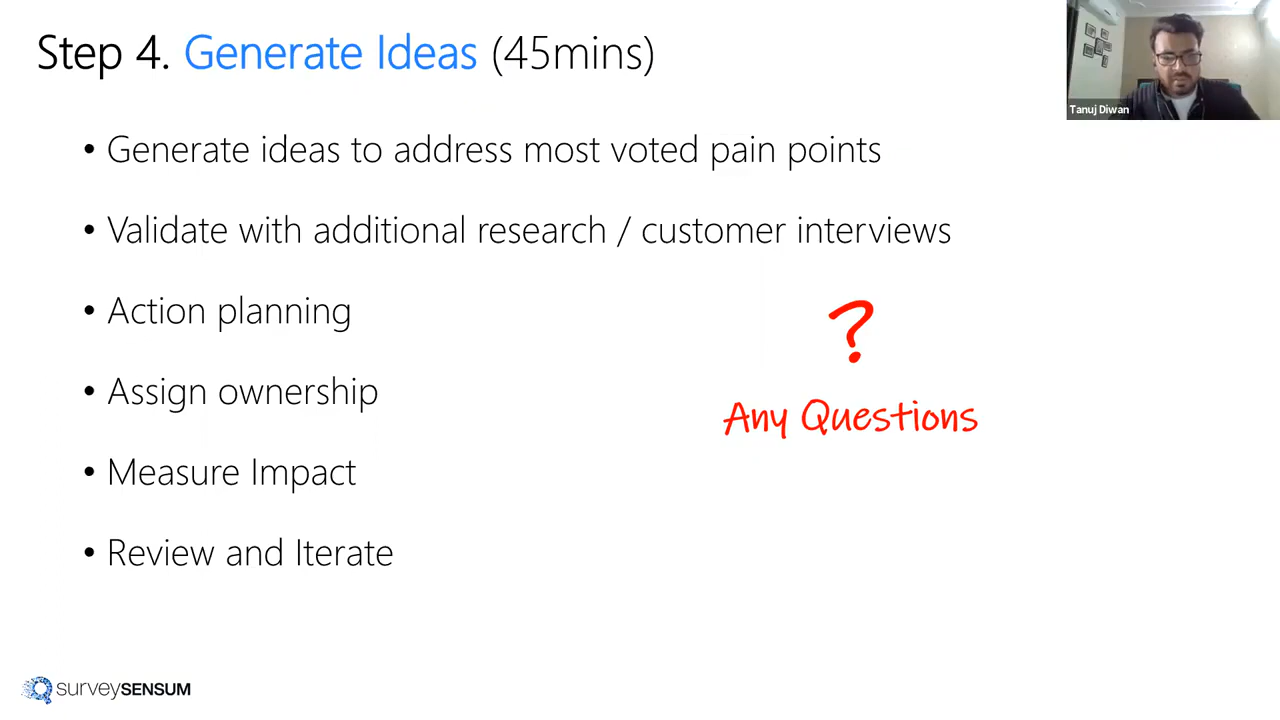 Step 4. Generate Ideas (45mins)
Tanuj Diwan
• Generate ideas to address most voted pain points
• Validate with additional research / customer interviews
• Action planning
?
• Assign ownership
Any Questions
• Measure Impact
• Review and Iterate
surveySENSUM